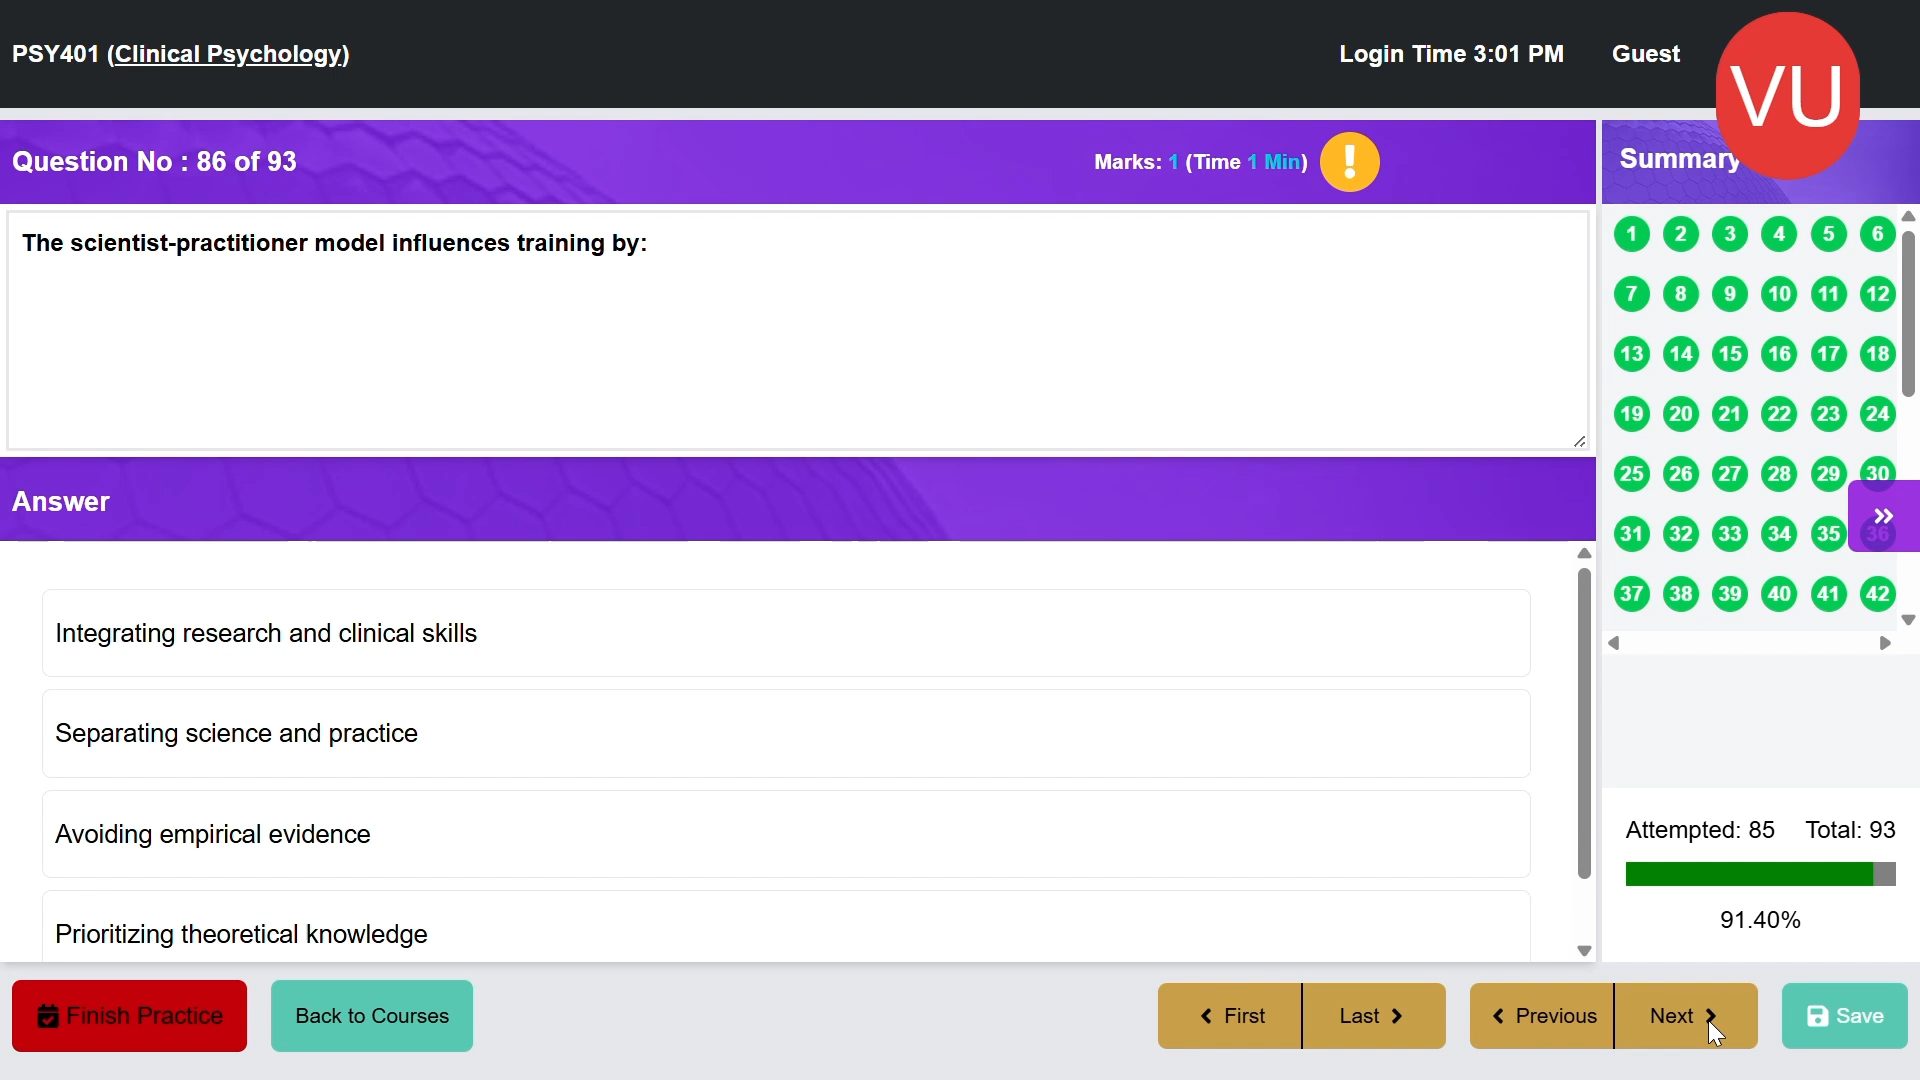 PSY401 (Clinical Psychology)
Login Time 3:01 PM
Guest
VU
Question No : 86 of 93
Marks: 1 (Time 1 Min)
!
Summary
The scientist-practitioner model influences training by:
1 2 3 4 5 6
7 8 9 10 11 12
13 14 15 16 17 18
19 20 21 22 23 24
25 26 27 28 29 30
31 32 33 34 35 36
37 38 39 40 41 42
Answer
Integrating research and clinical skills
Separating science and practice
Avoiding empirical evidence
Prioritizing theoretical knowledge
Attempted: 85 Total: 93
91.40%
Finish Practice
Back to Courses
First
Last
Previous
Next
Save